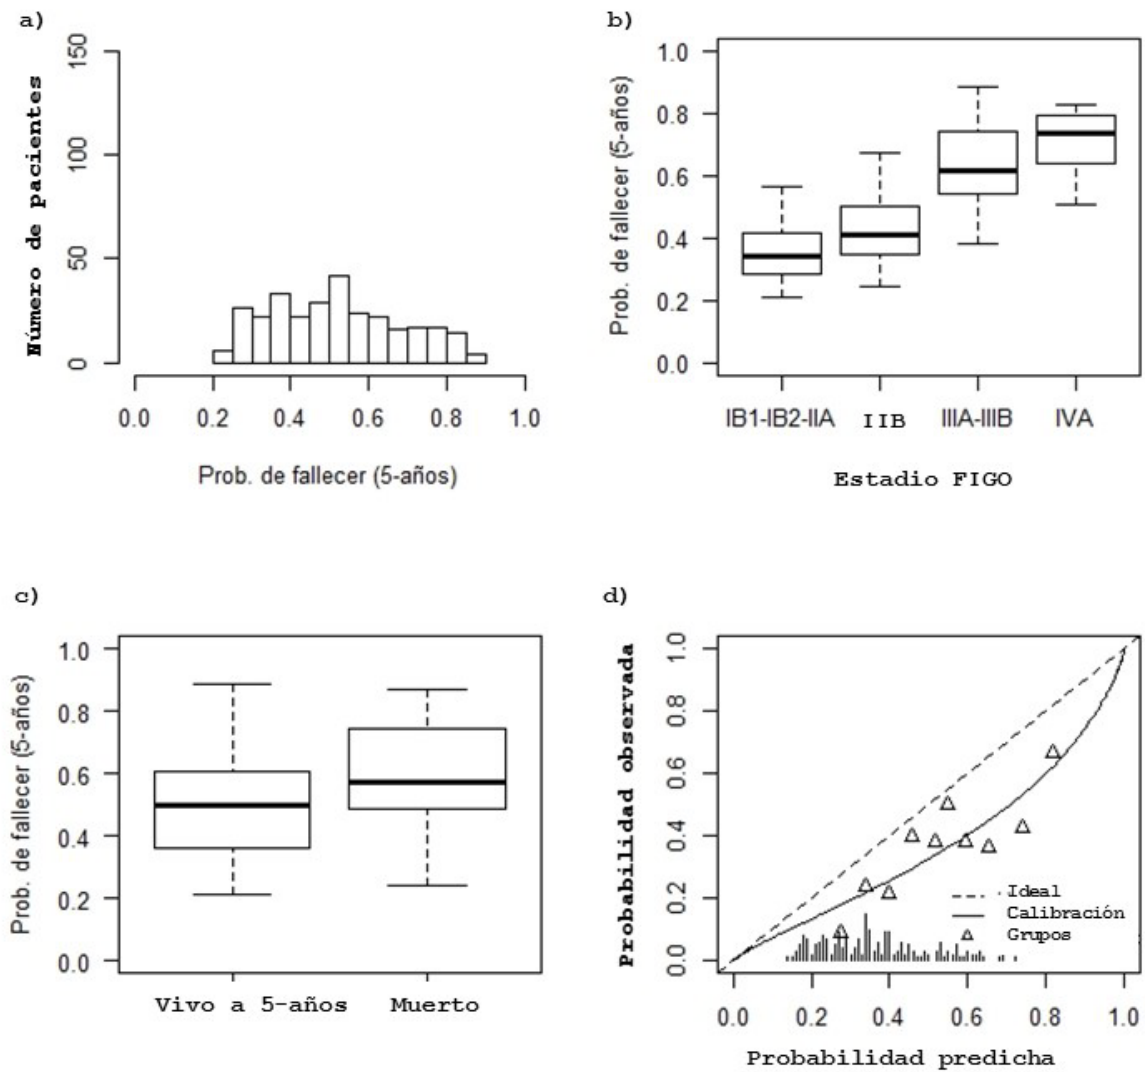 a)
Número de pacientes
150
100
50
0
0.0 0.2 0.4 0.6 0.8 1.0
Prob. de fallecer (5-años)
b)
Prob. de fallecer (5-años)
1.0
0.8
0.6
0.4
0.2
0.0
IB1-IB2-IIA IIB IIIA-IIIB IVA
Estadio FIGO
c)
Prob. de fallecer (5-años)
1.0
0.8
0.6
0.4
0.2
0.0
Vivo a 5-años Muerto
d)
Probabilidad observada
1.0
0.8
0.6
0.4
0.2
0.0
Ideal
Calibración
Grupos
0.0 0.2 0.4 0.6 0.8 1.0
Probabilidad predicha